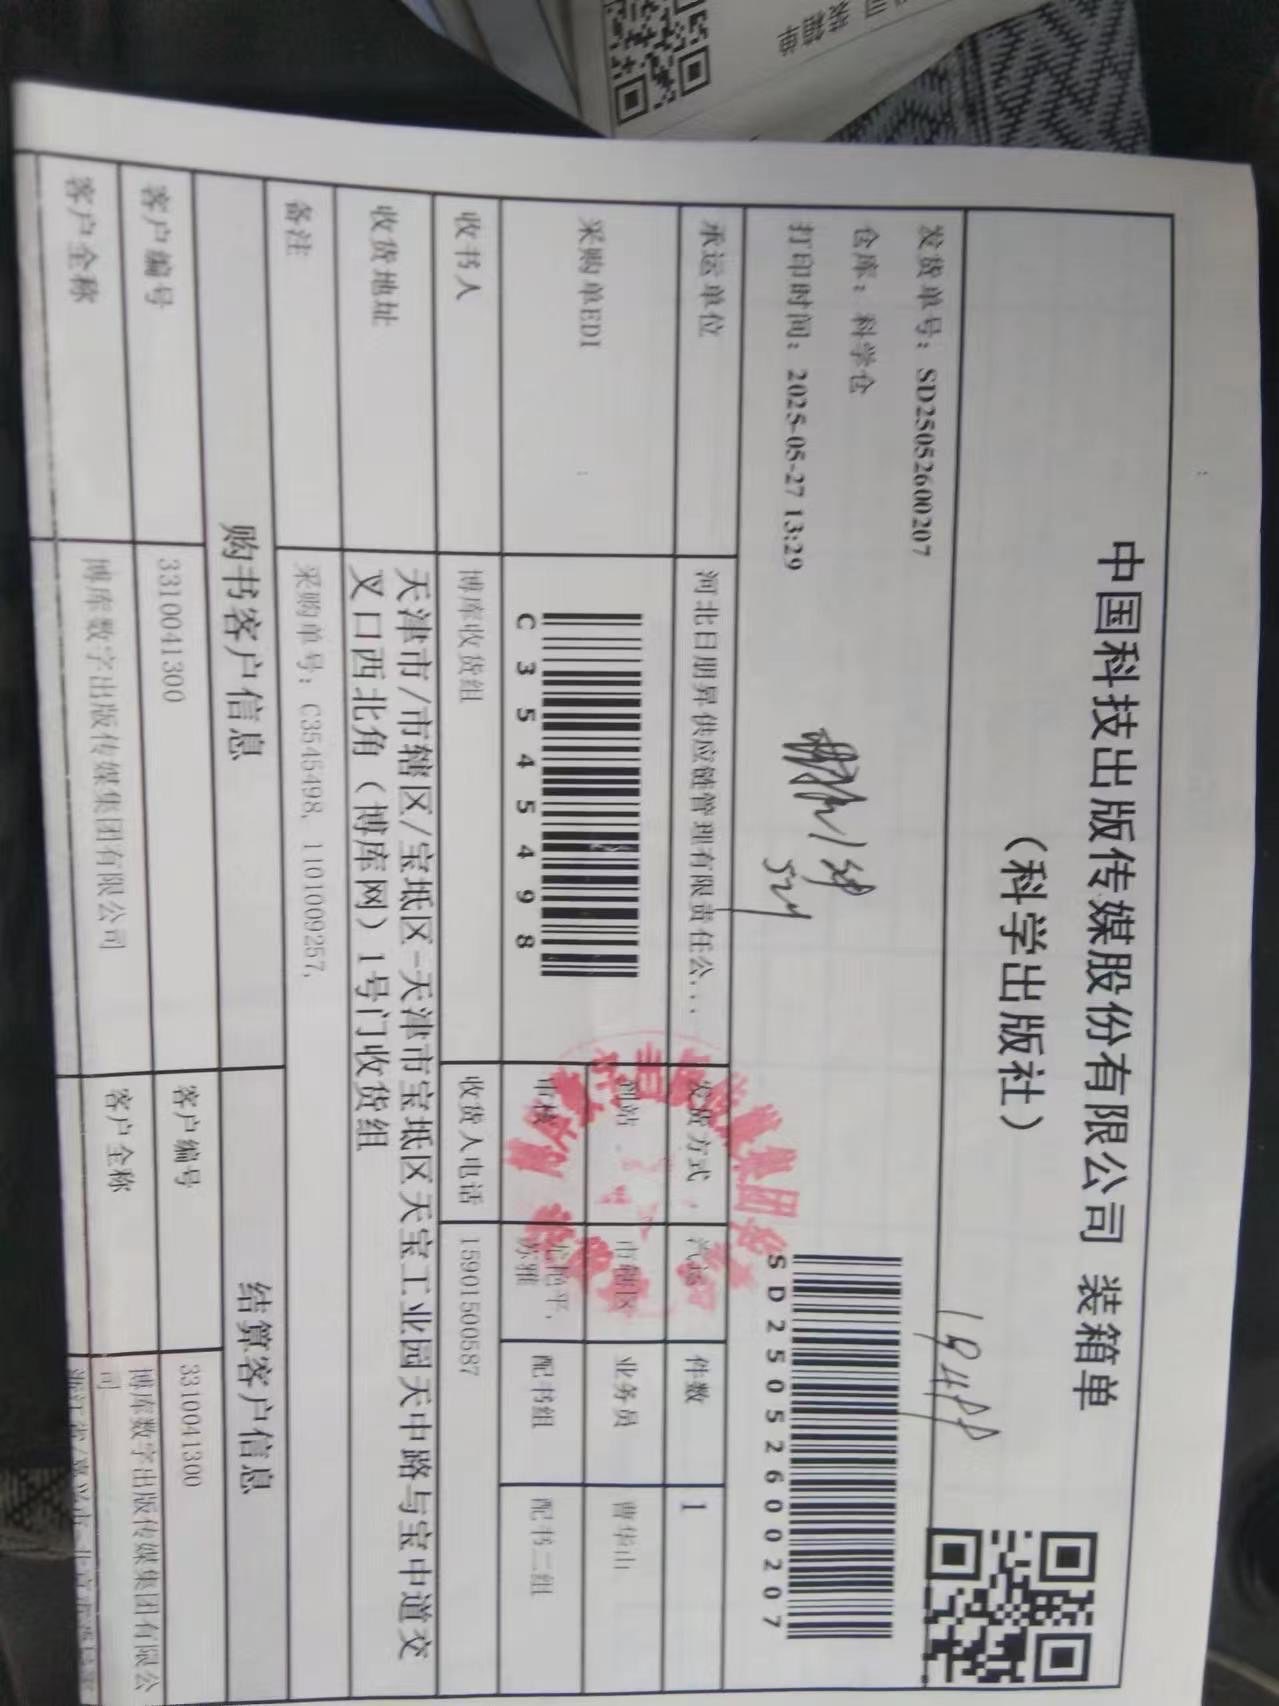 中国科技出版传媒股份有限公司 装箱单
（科学出版社）
发货单号：SD2505260207
仓库：科学仓
打印时间：2025-05-27 13:29
SD2505260207
承运单位 河北日朋昇供应链管理有限责任公... 发货方式 汽运 件数 1
采购单EDI C3545498 到站 市辖区 业务员 曹华山
审核 配书组 配书二组
收书人 博库收货组 收货人电话 15901500587
收货地址 天津市/市辖区/宝坻区-天津市宝坻区天宝工业园天中路与宝中道交
叉口西北角（博库网）1号门收货组
备注 采购单号：C3545498, 1101009257,
购书客户信息 结算客户信息
客户编号 3310041300 客户编号 3310041300
客户全称 博库数字出版传媒集团有限公司 客户全称 博库数字出版传媒集团有限公
司